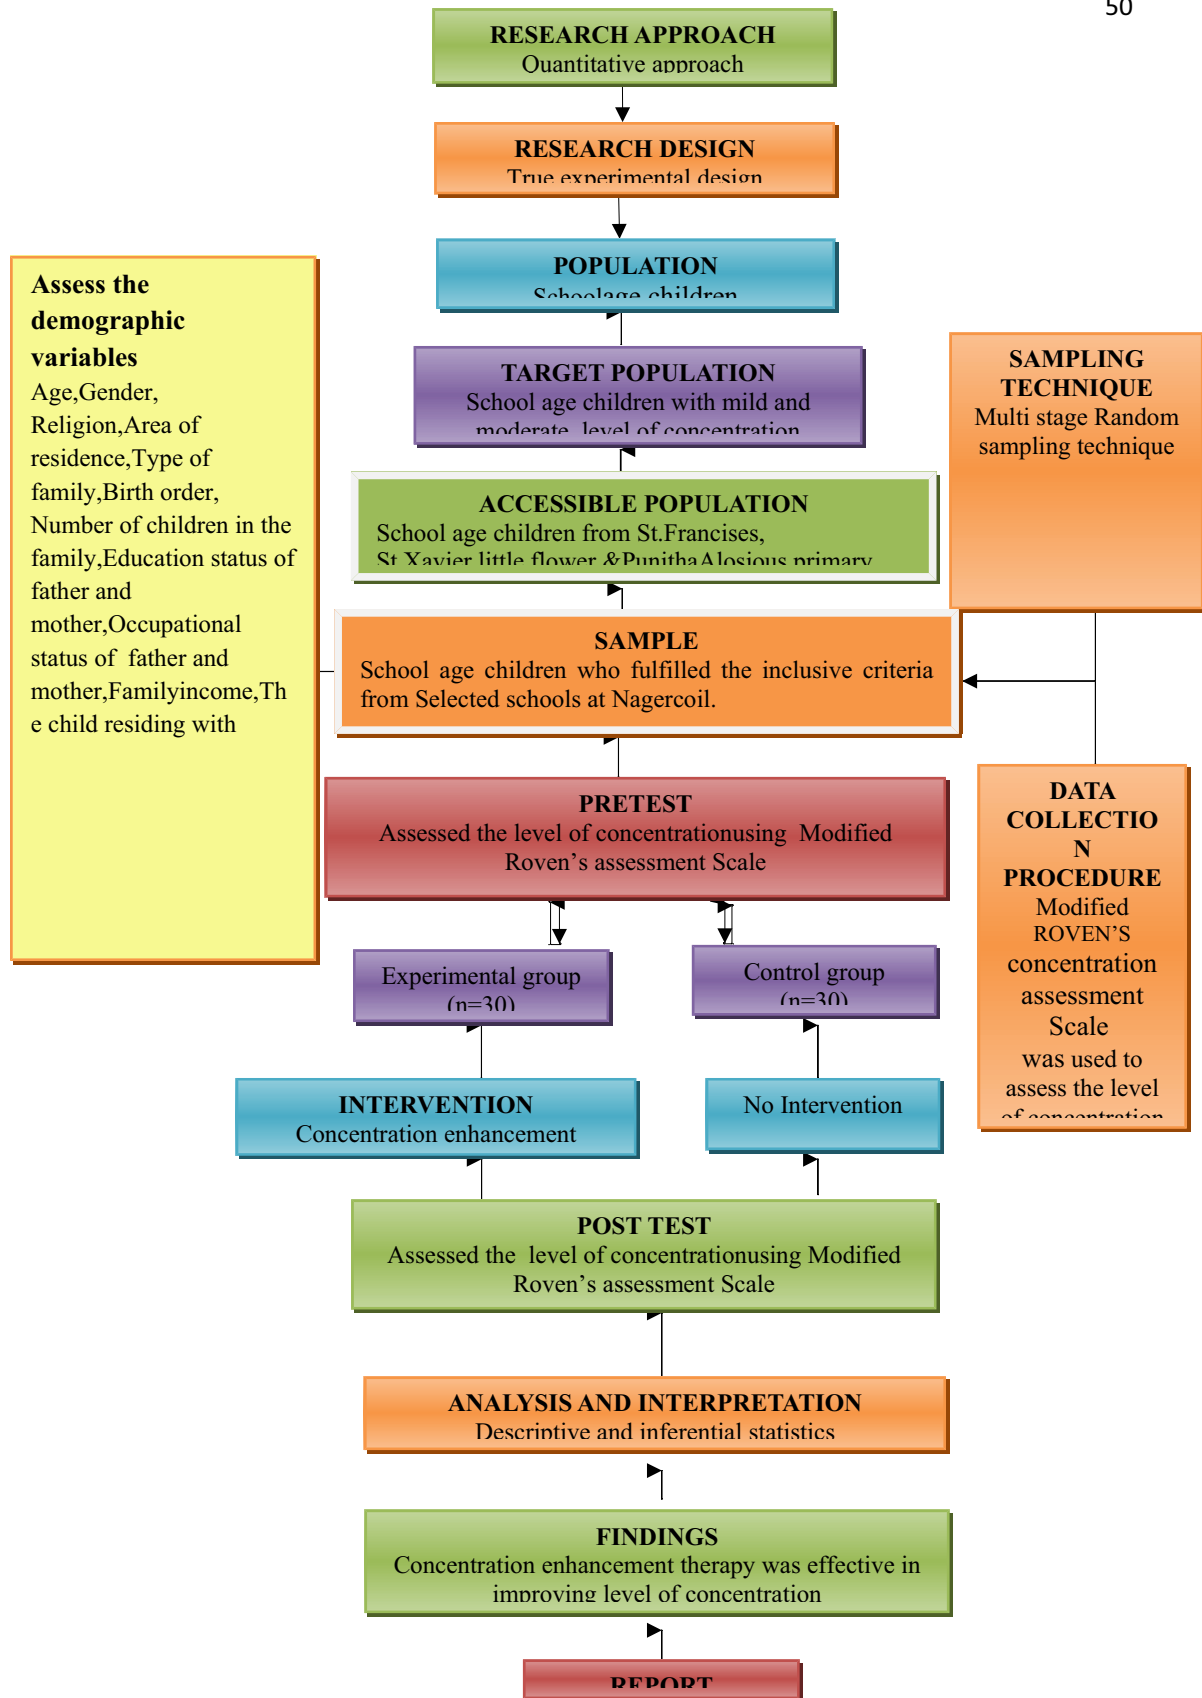 50
RESEARCH APPROACH
Quantitative approach
RESEARCH DESIGN
True experimental design
POPULATION
Schoolage children
Assess the
demographic
variables
Age,Gender,
Religion,Area of
residence,Type of
family,Birth order,
Number of children in the
family,Education status of
father and
mother,Occupational
status of father and
mother,Familyincome,Th
e child residing with
TARGET POPULATION
School age children with mild and
moderate level of concentration
SAMPLING
TECHNIQUE
Multi stage Random
sampling technique
ACCESSIBLE POPULATION
School age children from St.Francises,
St.Xavier little flower &PunithaAlosious primary
SAMPLE
School age children who fulfilled the inclusive criteria
from Selected schools at Nagercoil.
PRETEST
Assessed the level of concentrationusing Modified
Roven's assessment Scale
DATA
COLLECTIO
N
PROCEDURE
Modified
ROVEN'S
concentration
assessment
Scale
was used to
assess the level
of concentration
Experimental group
(n=30)
Control group
(n=30)
INTERVENTION
Concentration enhancement
No Intervention
POST TEST
Assessed the level of concentrationusing Modified
Roven's assessment Scale
ANALYSIS AND INTERPRETATION
Descriptive and inferential statistics
FINDINGS
Concentration enhancement therapy was effective in
improving level of concentration
REPORT